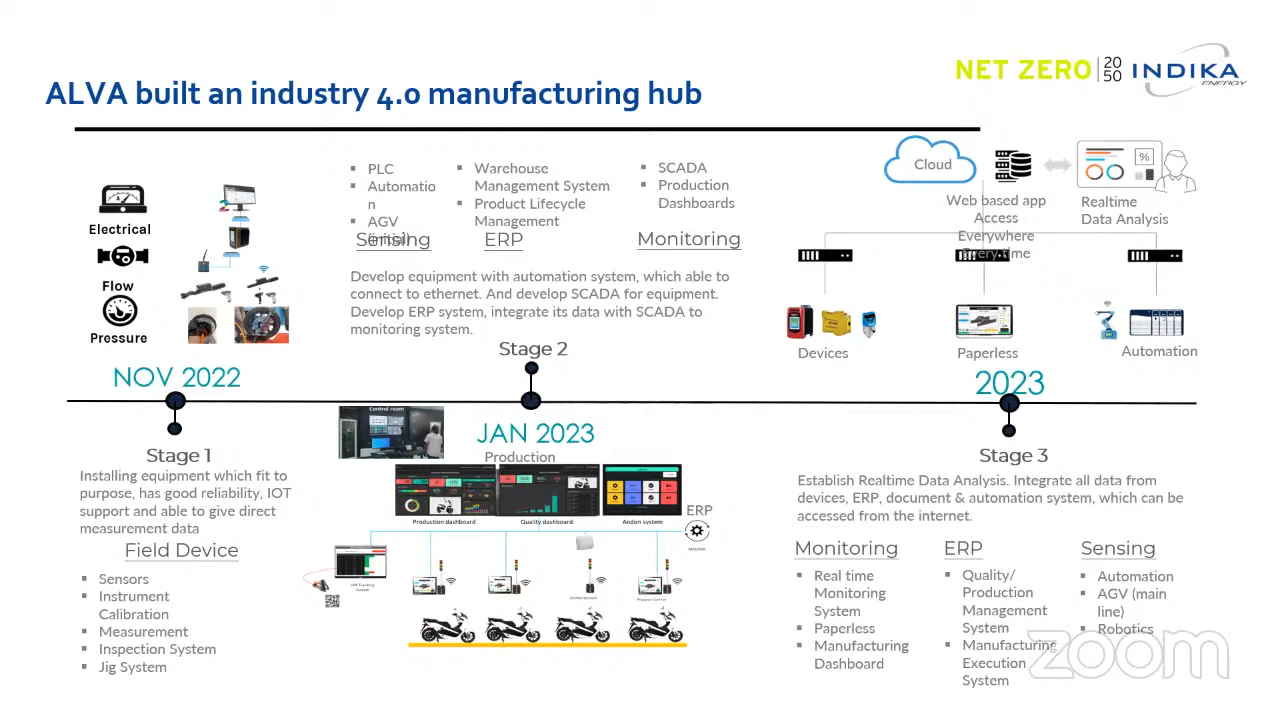 ALVA built an industry 4.0 manufacturing hub
NET ZERO
20
50
INDIKA
ENERGY
Electrical
Flow
Pressure
NOV 2022
Stage 1
Installing equipment which fit to
purpose, has good reliability, IOT
support and able to give direct
measurement data
Field Device
▪ Sensors
▪ Instrument
Calibration
▪ Measurement
▪ Inspection System
▪ Jig System
▪ PLC
▪ Automatio
n
▪ AGV
(initial)
Sensing
▪ Warehouse
Management System
▪ Product Lifecycle
Management
ERP
▪ SCADA
▪ Production
Dashboards
Monitoring
Develop equipment with automation system, which able to
connect to ethernet. And develop SCADA for equipment.
Develop ERP system, integrate its data with SCADA to
monitoring system.
Stage 2
JAN 2023
Control room
Production
Production dashboard
Quality dashboard
Andon system
ERP
Cloud
Web based app
Access
Everywhere
Every time
%
Realtime
Data Analysis
Devices
Paperless
Automation
2023
Stage 3
Establish Realtime Data Analysis. Integrate all data from
devices, ERP, document & automation system, which can be
accessed from the internet.
Monitoring
▪ Real time
Monitoring
System
▪ Paperless
▪ Manufacturing
Dashboard
ERP
▪ Quality/
Production
Management
System
▪ Manufacturing
Execution
System
Sensing
▪ Automation
▪ AGV (main
line)
▪ Robotics
zoom